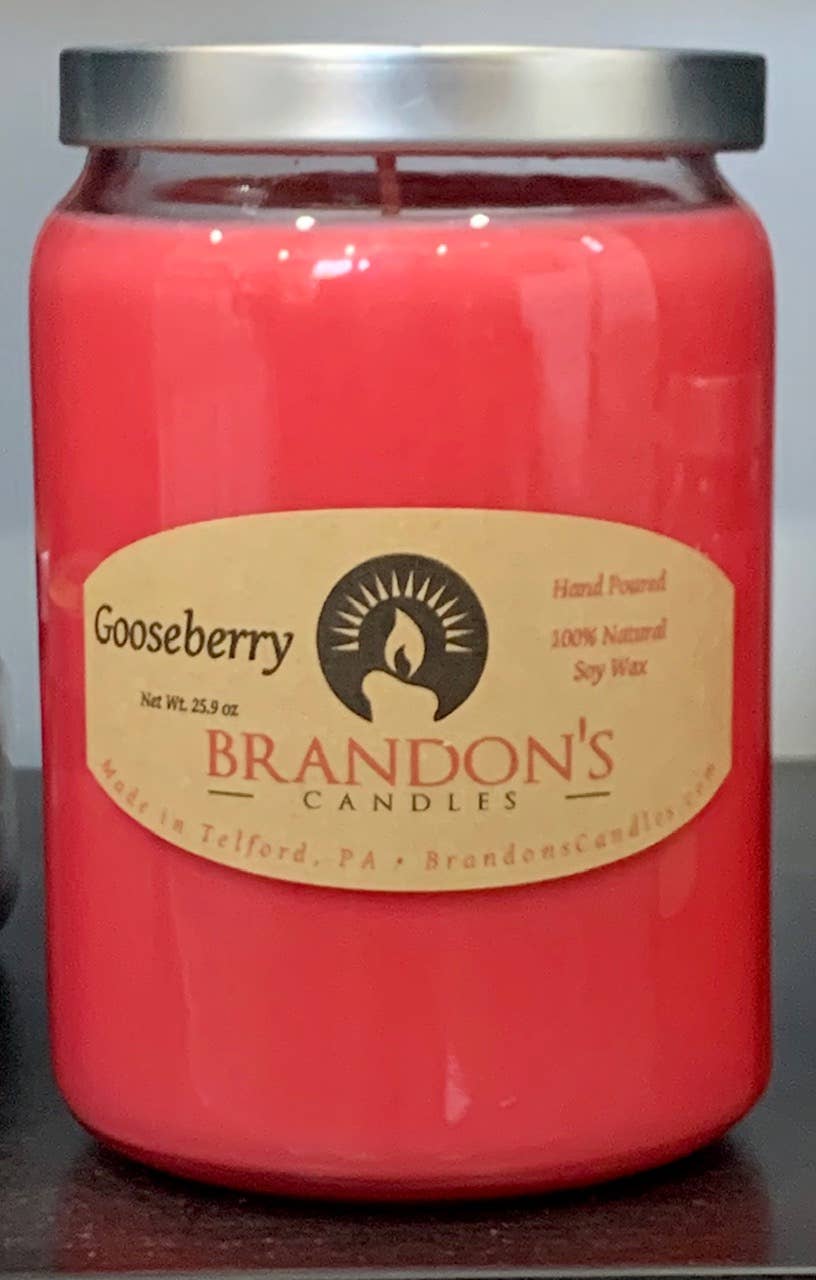 Gooseberry
Net Wt. 25.9 oz
Hand Poured
100% Natural
Soy Wax
BRANDON'S
CANDLES
Made in Telford, PA • BrandonsCandles.com